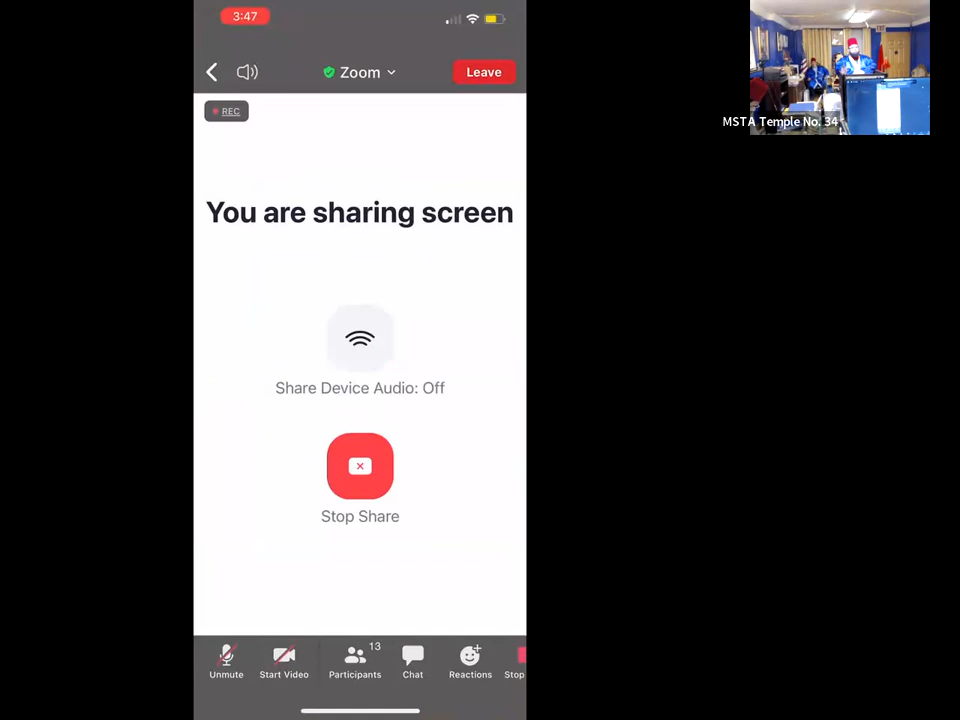 3:47
Zoom
Leave
REC
MSTA Temple No. 34
You are sharing screen
Share Device Audio: Off
Stop Share
13
Unmute
Start Video
Participants
Chat
Reactions
Stop